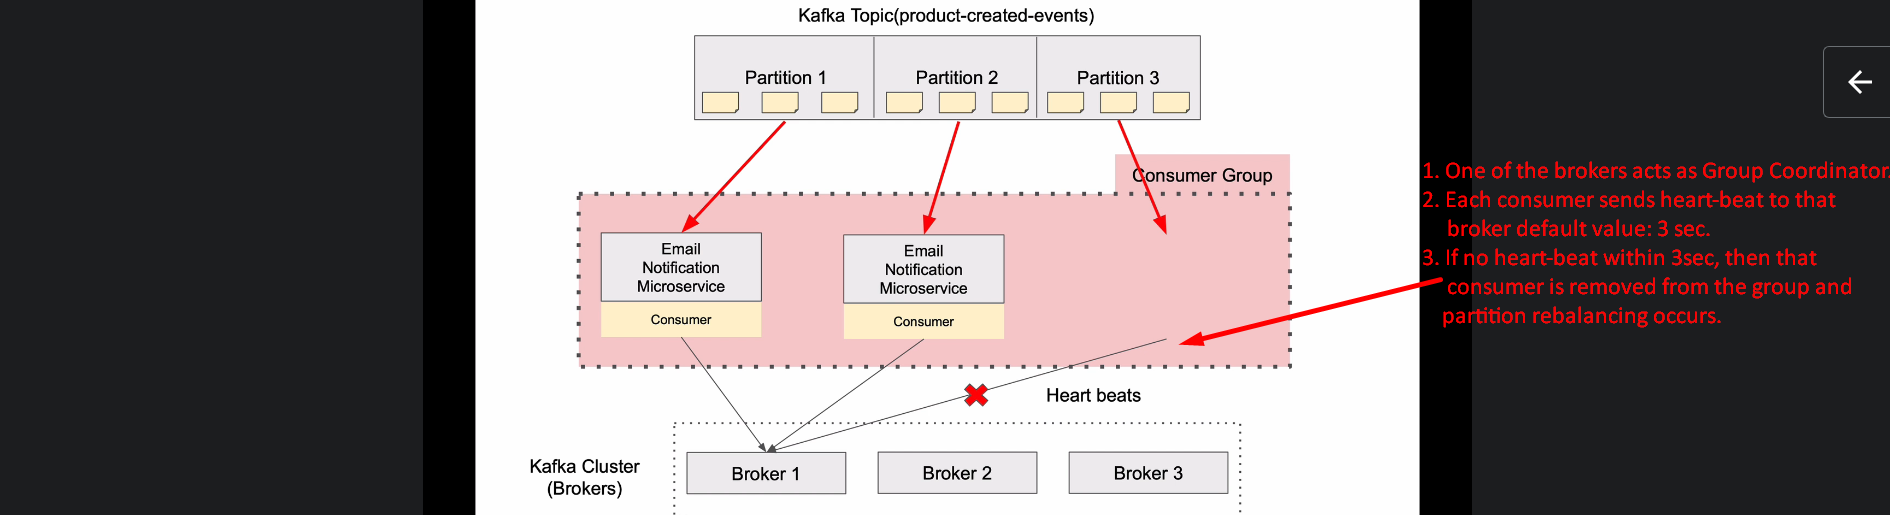 Kafka Topic(product-created-events)
Partition 1
Partition 2
Partition 3
Consumer Group
1. One of the brokers acts as Group Coordinator.
2. Each consumer sends heart-beat to that
broker default value: 3 sec.
3. If no heart-beat within 3sec, then that
consumer is removed from the group and
partition rebalancing occurs.
Email
Notification
Microservice
Consumer
Email
Notification
Microservice
Consumer
Heart beats
Kafka Cluster
(Brokers)
Broker 1
Broker 2
Broker 3